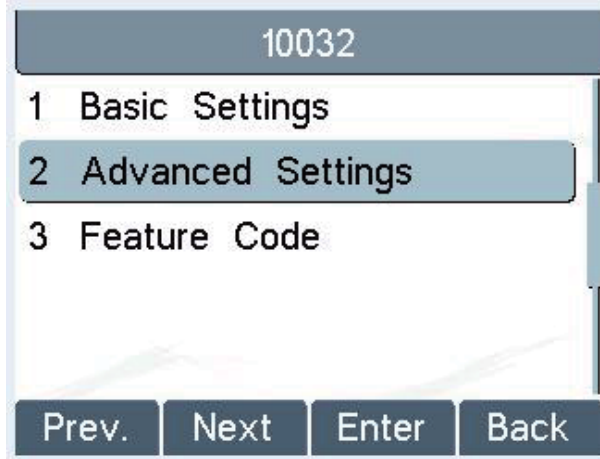 10032
1 Basic Settings
2 Advanced Settings
3 Feature Code
Prev. Next Enter Back